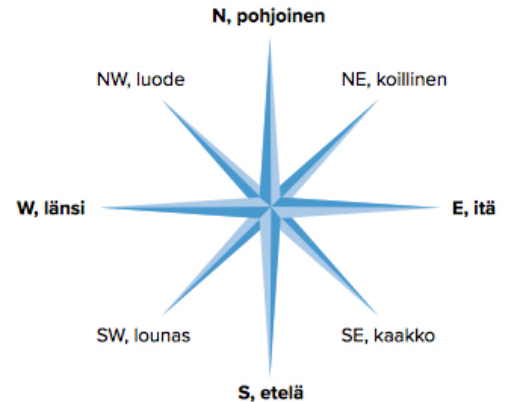 N, pohjoinen
NW, luode
NE, koillinen
W, länsi
E, itä
SW, lounas
SE, kaakko
S, etelä